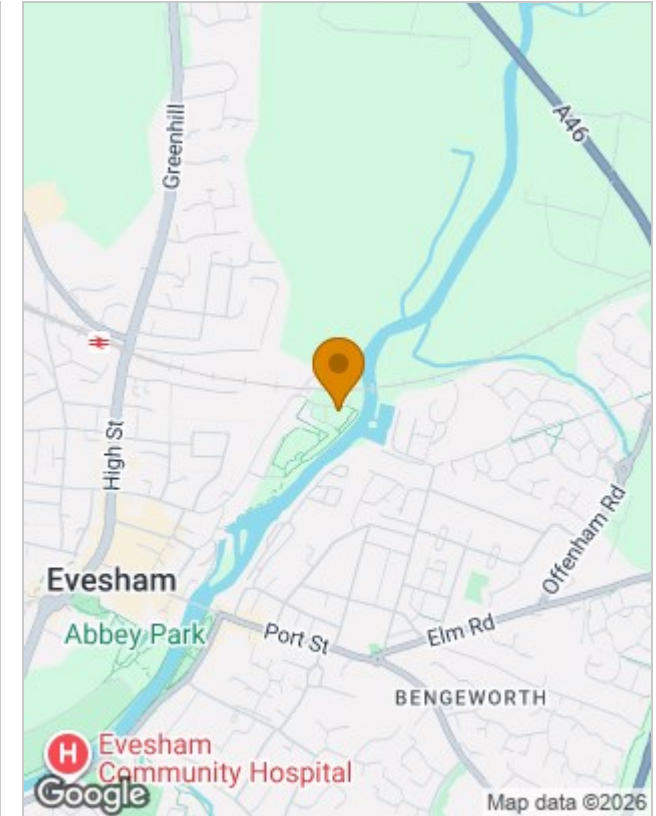 A46
Greenhill
High St
Offenham Rd
Evesham
Abbey Park
Port St
Elm Rd
BENGEWORTH
H
Evesham
Community Hospital
Google
Map data ©2026